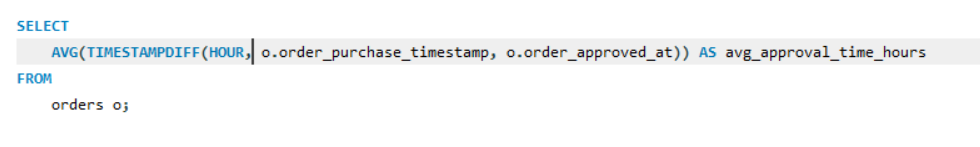 SELECT
AVG(TIMESTAMPDIFF(HOUR, o.order_purchase_timestamp, o.order_approved_at)) AS avg_approval_time_hours
FROM
orders o;